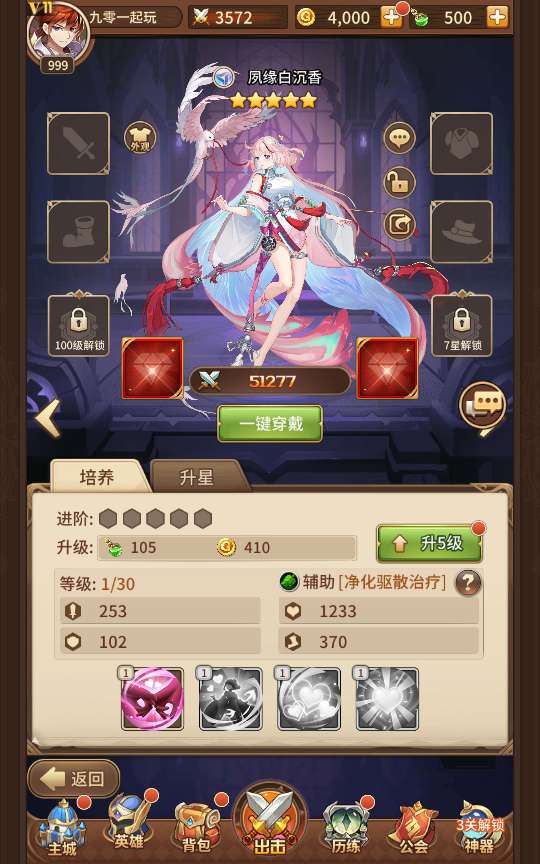 V11
九零一起玩
3572
4,000
500
999
夙缘白沉香
外观
100级解锁
7星解锁
51277
一键穿戴
培养
升星
进阶:
升级:
105
410
升5级
等级: 1/30
辅助 [净化驱散治疗]
?
253
1233
102
370
1
1
1
1
返回
主城
英雄
背包
出击
历练
公会
3关解锁
神器